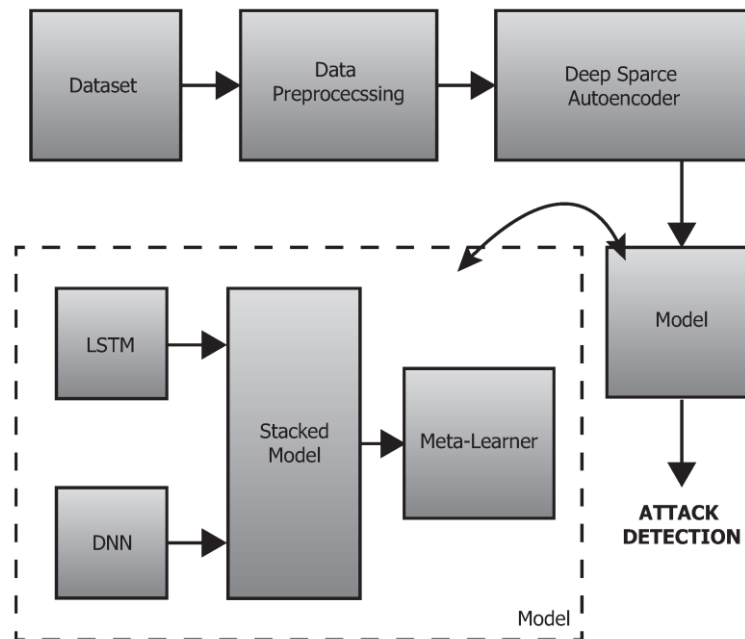 Dataset
Data
Preprocecssing
Deep Sparce
Autoencoder
Model
LSTM
Stacked
Model
Meta-Learner
DNN
ATTACK
DETECTION
Model